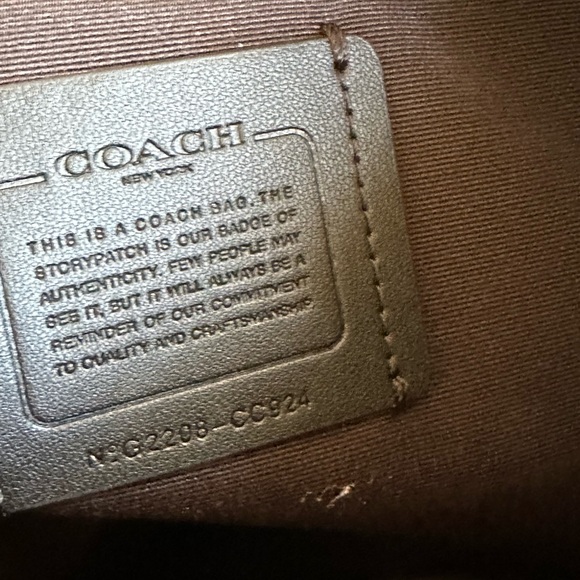 COACH
NEW YORK
THIS IS A COACH BAG. THE
STORYPATCH IS OUR BADGE OF
AUTHENTICITY. FEW PEOPLE MAY
SEE IT, BUT IT WILL ALWAYS BE A
REMINDER OF OUR COMMITMENT
TO QUALITY AND CRAFTSMANSHIP.
Nº G2208-CC924